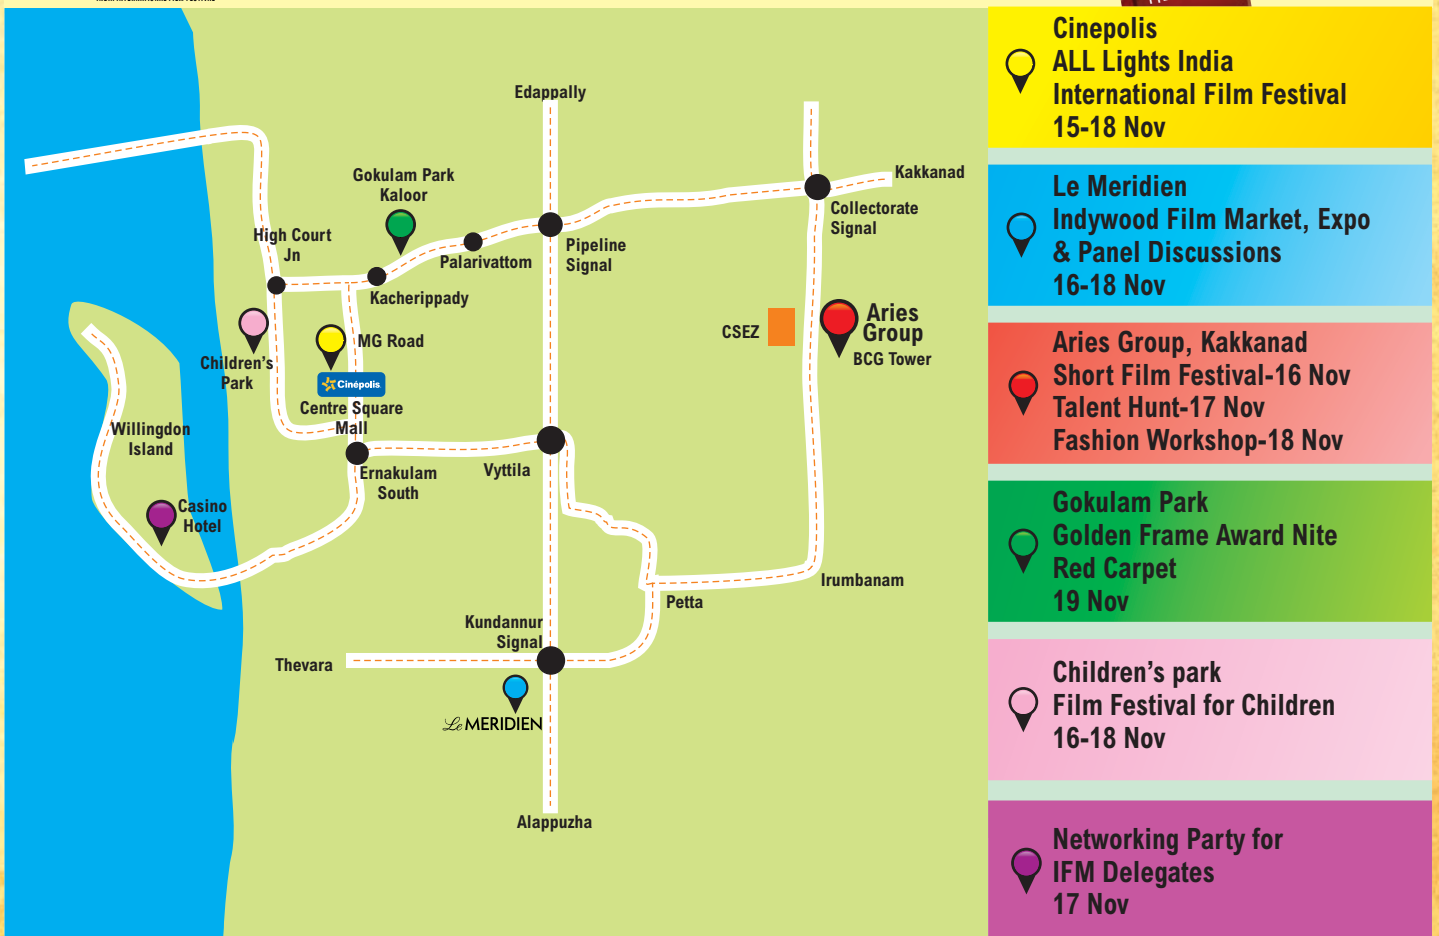 Edappally
Kakkanad
Gokulam Park
Kaloor
Collectorate
Signal
High Court
Jn
Pipeline
Signal
Palarivattom
Kacherippady
Aries
Group
BCG Tower
CSEZ
MG Road
Children's
Park
Cinépolis
Centre Square
Mall
Willingdon
Island
Ernakulam
South
Vyttila
Casino
Hotel
Irumbanam
Petta
Kundannur
Signal
Thevara
Le MERIDIEN
Alappuzha
Cinepolis
ALL Lights India
International Film Festival
15-18 Nov
Le Meridien
Indywood Film Market, Expo
& Panel Discussions
16-18 Nov
Aries Group, Kakkanad
Short Film Festival-16 Nov
Talent Hunt-17 Nov
Fashion Workshop-18 Nov
Gokulam Park
Golden Frame Award Nite
Red Carpet
19 Nov
Children's park
Film Festival for Children
16-18 Nov
Networking Party for
IFM Delegates
17 Nov